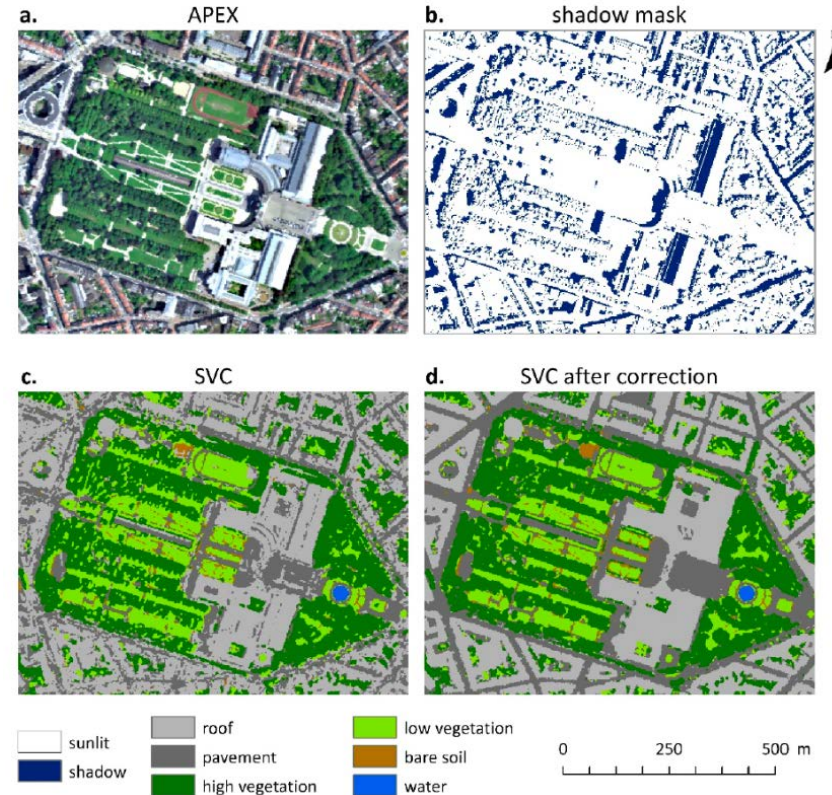 a. APEX
b. shadow mask
c. SVC
d. SVC after correction
sunlit
shadow
roof
pavement
high vegetation
low vegetation
bare soil
water
0 250 500 m